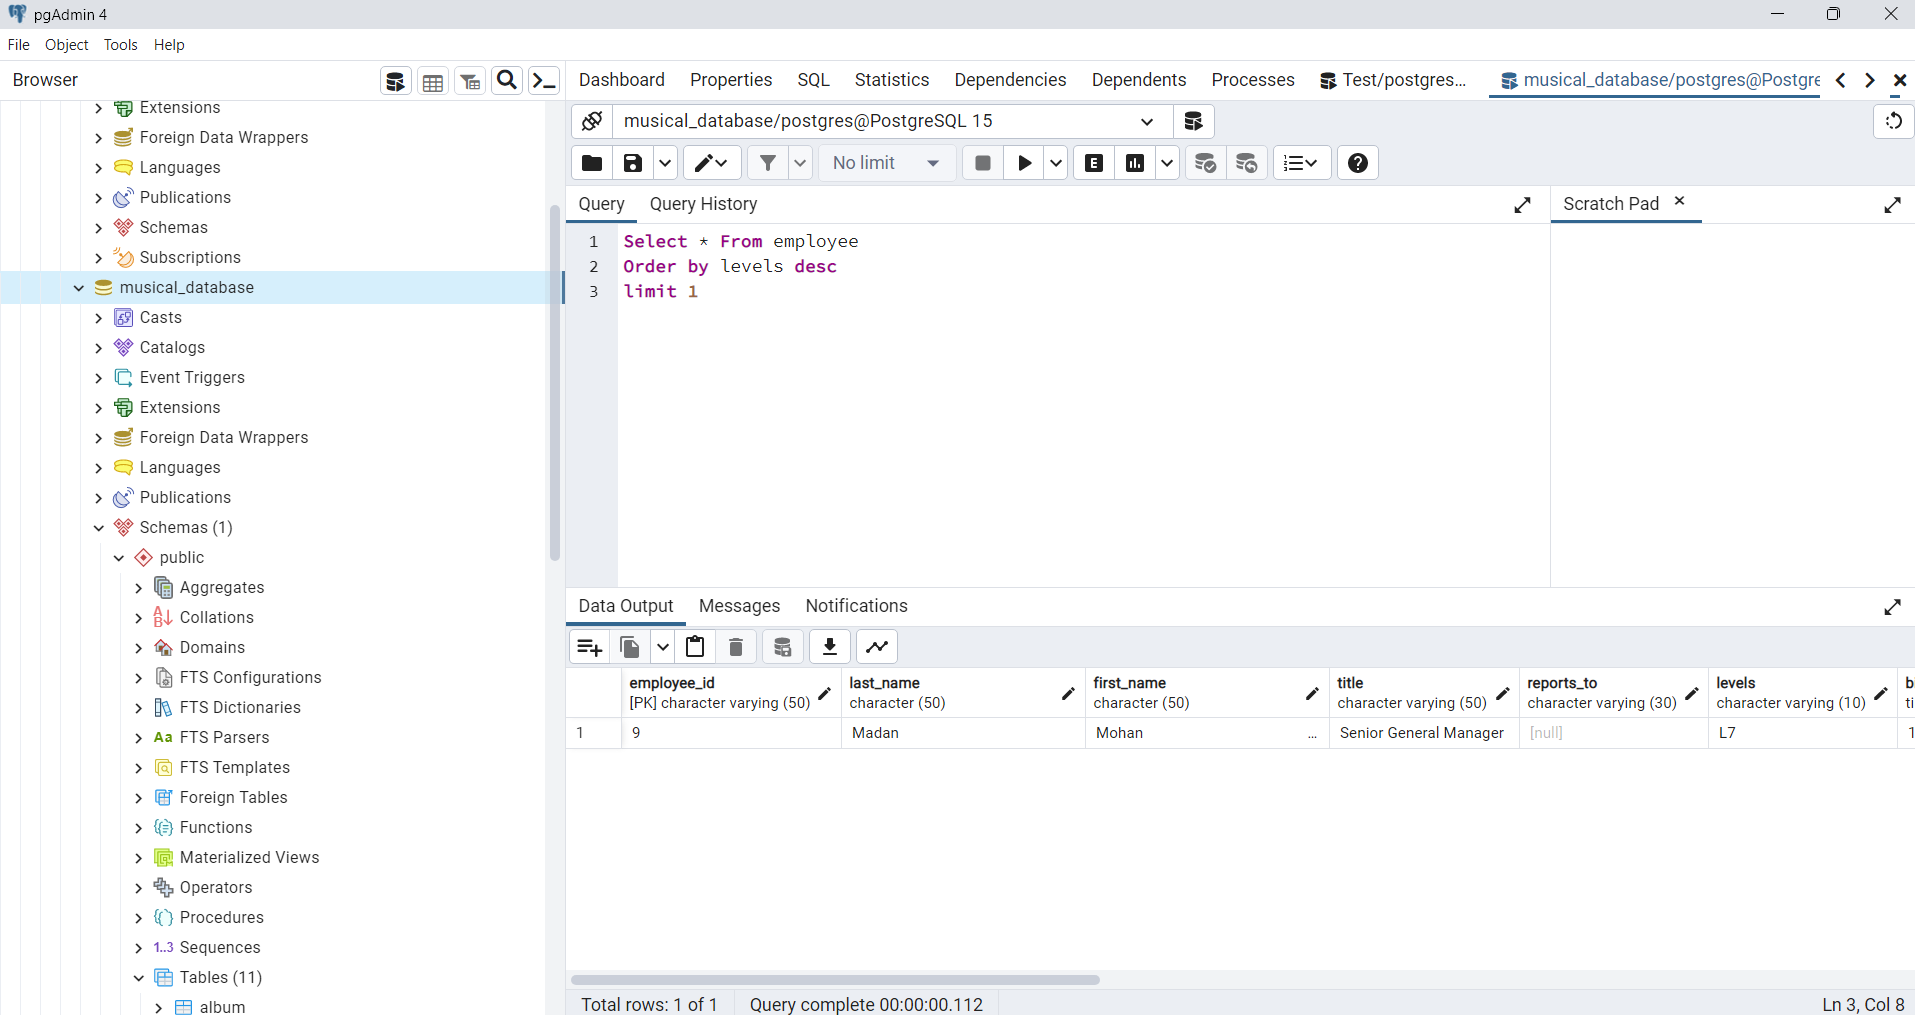 pgAdmin 4
File Object Tools Help
Browser
Dashboard Properties SQL Statistics Dependencies Dependents Processes Test/postgres... musical_database/postgres@Postgre
musical_database/postgres@PostgreSQL 15
No limit
E
Query Query History
Scratch Pad
1 Select * From employee
2 Order by levels desc
3 limit 1
Extensions
Foreign Data Wrappers
Languages
Publications
Schemas
Subscriptions
musical_database
Casts
Catalogs
Event Triggers
Extensions
Foreign Data Wrappers
Languages
Publications
Schemas (1)
public
Aggregates
Collations
Domains
FTS Configurations
FTS Dictionaries
Aa FTS Parsers
FTS Templates
Foreign Tables
Functions
Materialized Views
Operators
Procedures
1..3 Sequences
Tables (11)
album
Data Output Messages Notifications
employee_id last_name first_name title reports_to levels b
[PK] character varying (50) character (50) character (50) character varying (50) character varying (30) character varying (10) ti
1 9 Madan Mohan ... Senior General Manager [null] L7 1
Total rows: 1 of 1 Query complete 00:00:00.112
Ln 3, Col 8